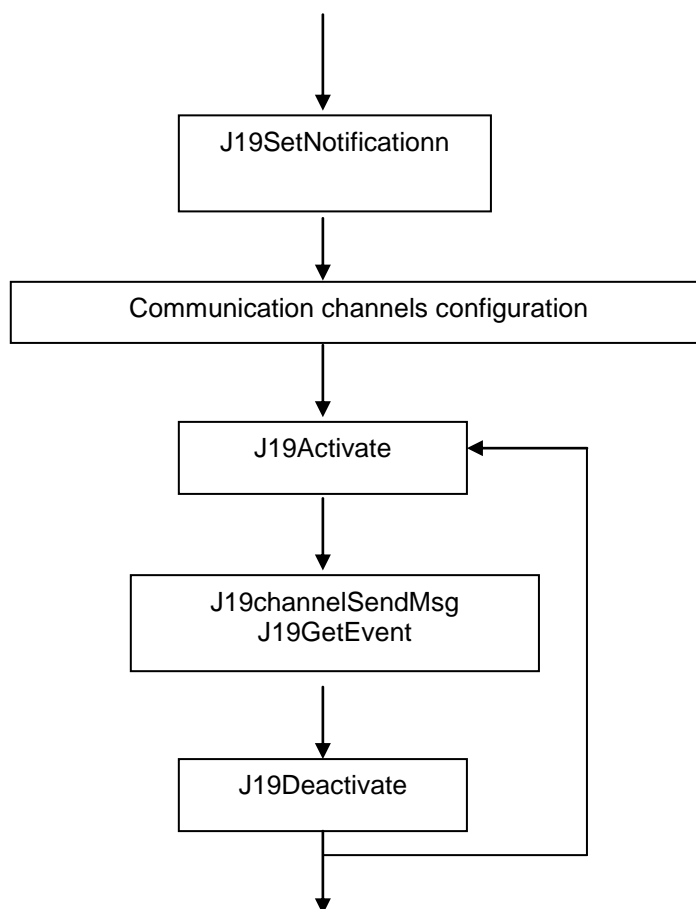 J19SetNotificationn
Communication channels configuration
J19Activate
J19channelSendMsg
J19GetEvent
J19Deactivate